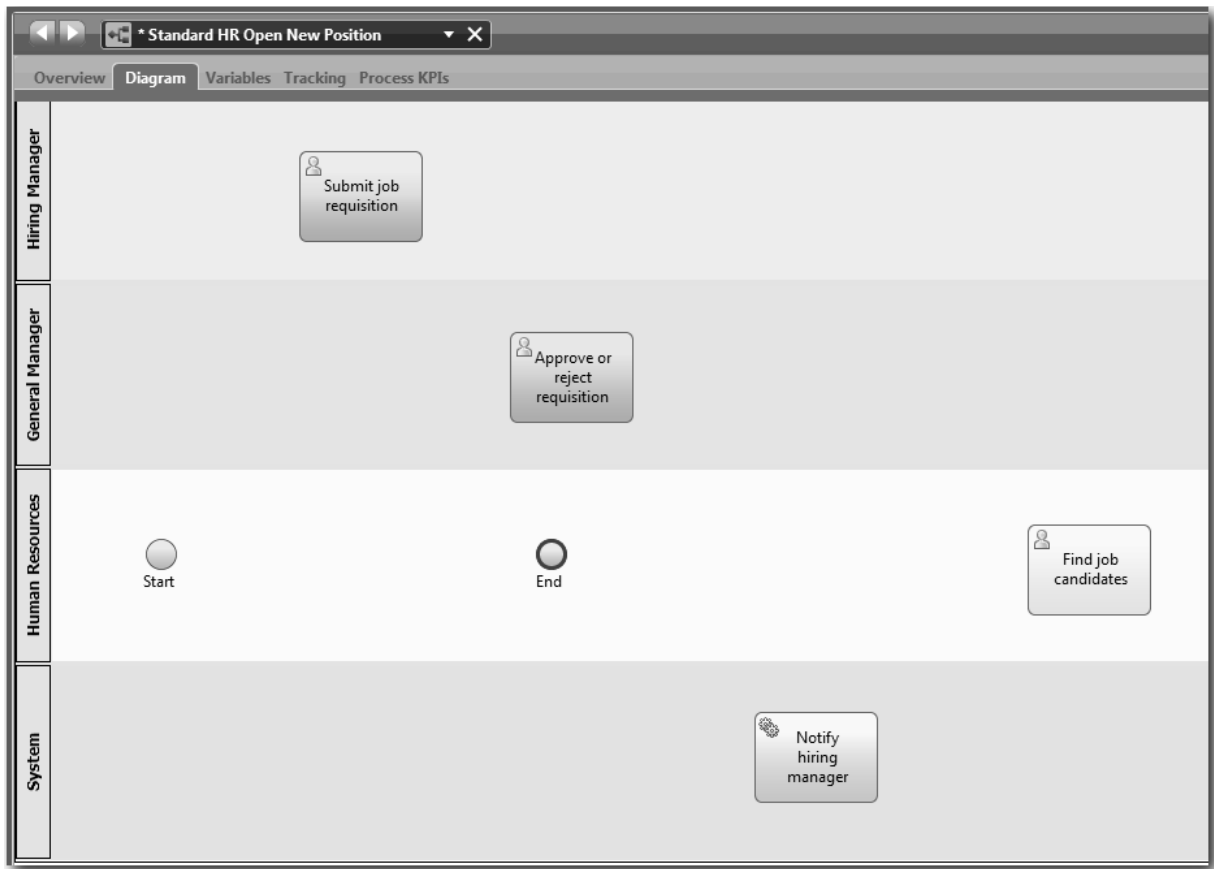 * Standard HR Open New Position
Overview Diagram Variables Tracking Process KPIs
Hiring Manager
Submit job
requisition
General Manager
Approve or
reject
requisition
Human Resources
Start
End
Find job
candidates
System
Notify
hiring
manager